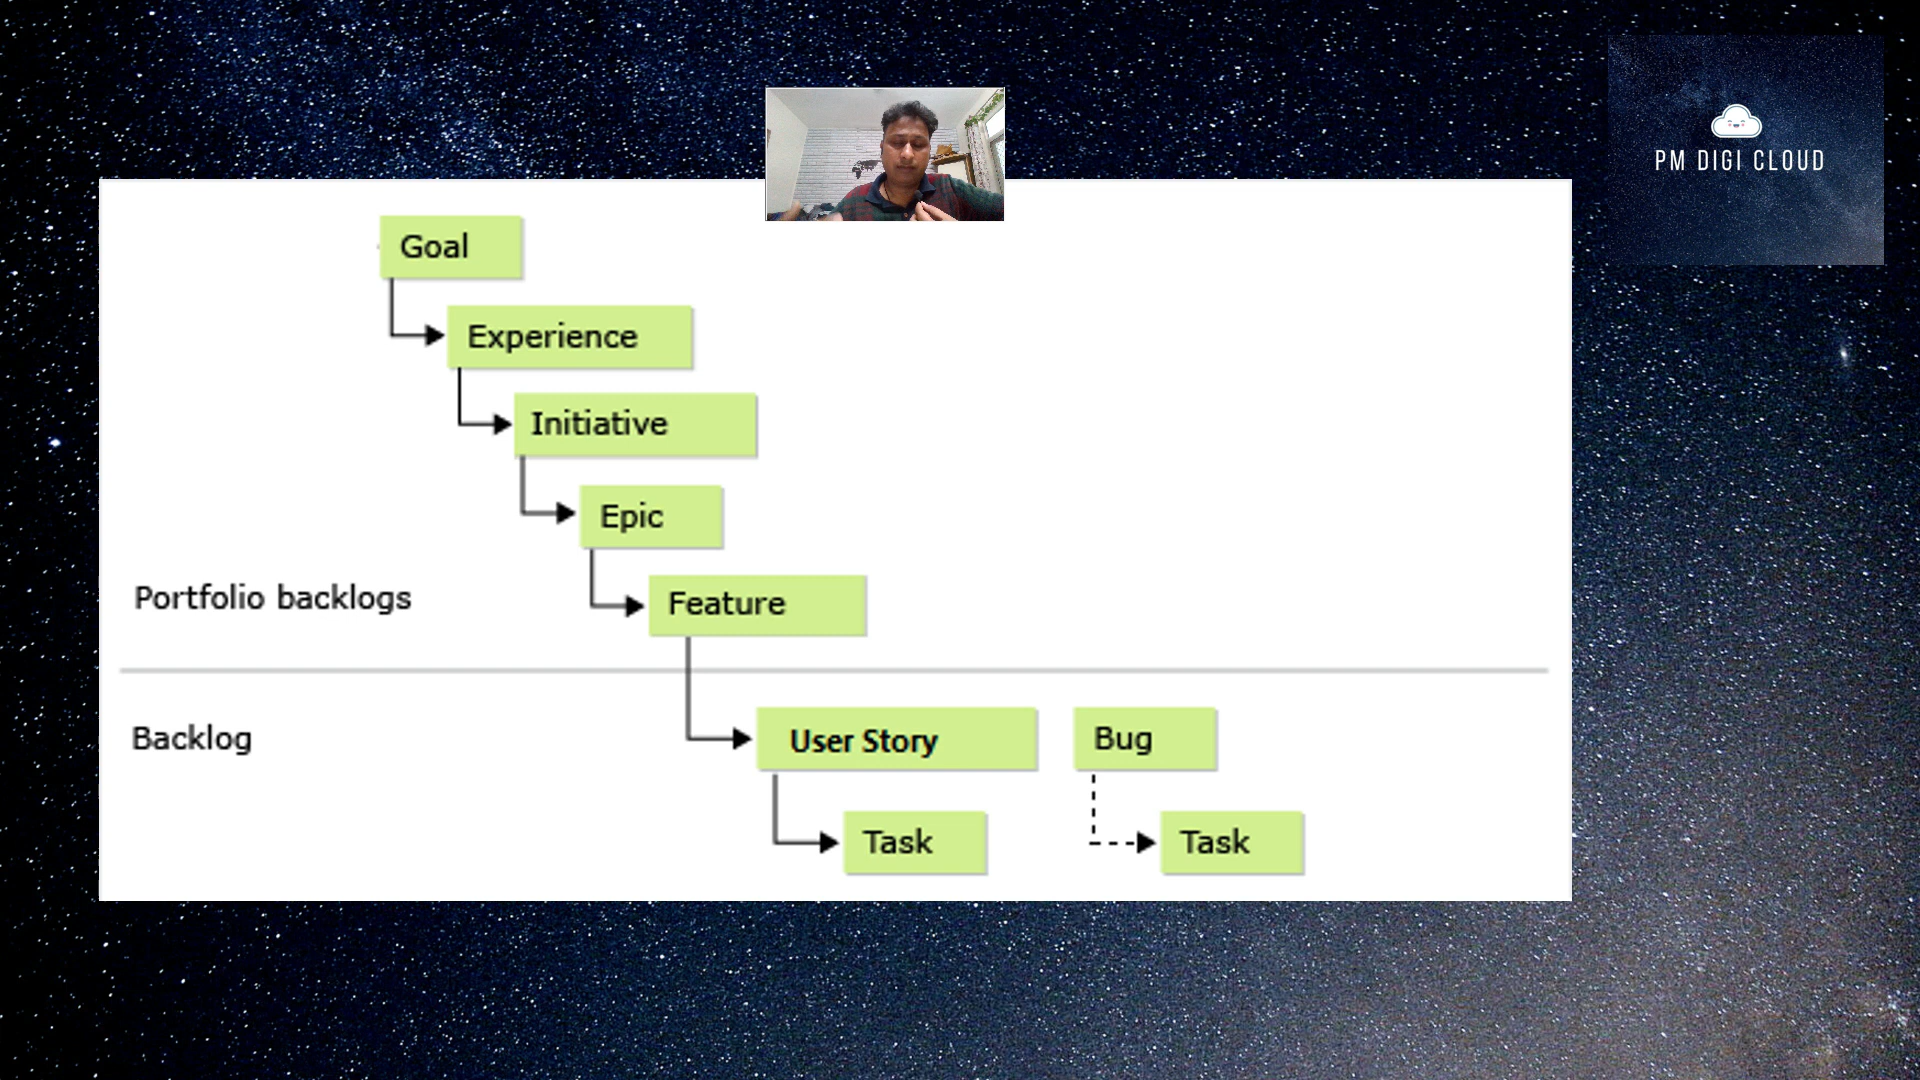 PM DIGI CLOUD
Goal
Experience
Initiative
Epic
Portfolio backlogs
Feature
Backlog
User Story
Bug
Task
Task